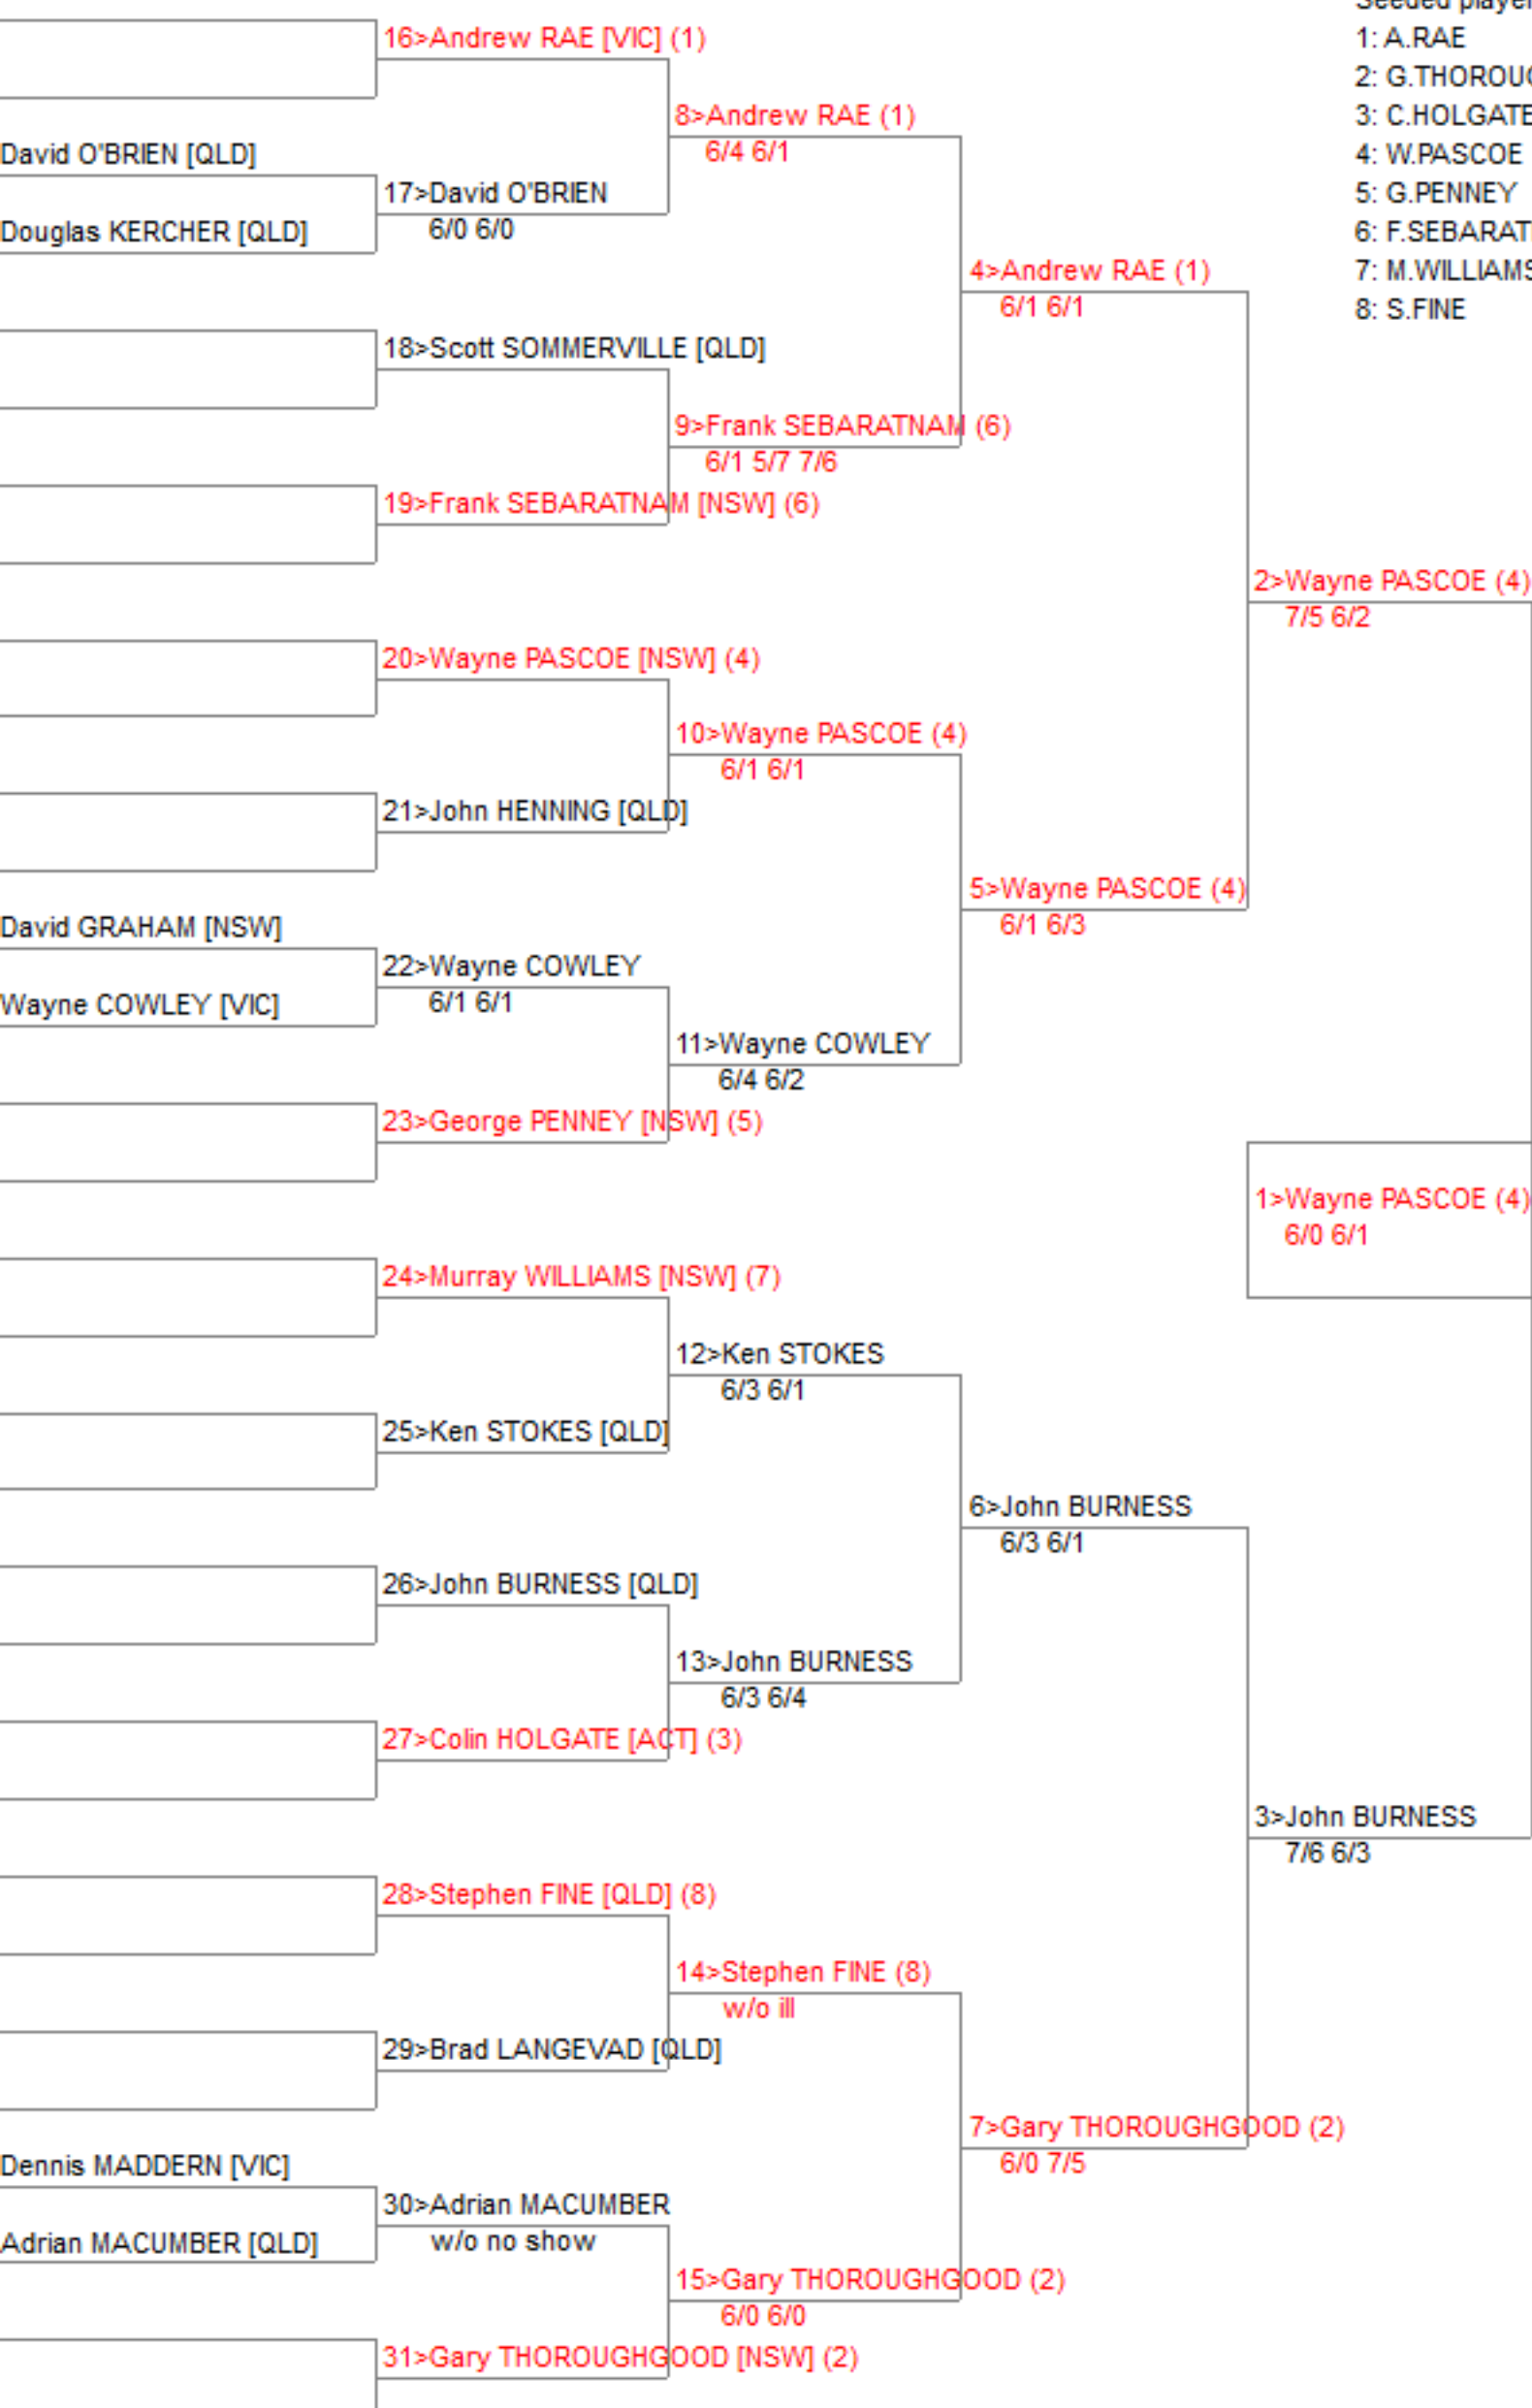 Seeded player
1: A.RAE
2: G.THOROUG
3: C.HOLGATE
4: W.PASCOE
5: G.PENNEY
6: F.SEBARAT
7: M.WILLIAMS
8: S.FINE
16>Andrew RAE [VIC] (1)
8>Andrew RAE (1)
6/4 6/1
David O'BRIEN [QLD]
17>David O'BRIEN
6/0 6/0
Douglas KERCHER [QLD]
4>Andrew RAE (1)
6/1 6/1
18>Scott SOMMERVILLE [QLD]
9>Frank SEBARATNAM (6)
6/1 5/7 7/6
19>Frank SEBARATNAM [NSW] (6)
2>Wayne PASCOE (4)
7/5 6/2
20>Wayne PASCOE [NSW] (4)
10>Wayne PASCOE (4)
6/1 6/1
21>John HENNING [QLD]
5>Wayne PASCOE (4)
6/1 6/3
David GRAHAM [NSW]
22>Wayne COWLEY
6/1 6/1
Wayne COWLEY [VIC]
11>Wayne COWLEY
6/4 6/2
23>George PENNEY [NSW] (5)
1>Wayne PASCOE (4)
6/0 6/1
24>Murray WILLIAMS [NSW] (7)
12>Ken STOKES
6/3 6/1
25>Ken STOKES [QLD]
6>John BURNESS
6/3 6/1
26>John BURNESS [QLD]
13>John BURNESS
6/3 6/4
27>Colin HOLGATE [ACT] (3)
3>John BURNESS
7/6 6/3
28>Stephen FINE [QLD] (8)
14>Stephen FINE (8)
w/o ill
29>Brad LANGEVAD [QLD]
7>Gary THOROUGHGOOD (2)
6/0 7/5
Dennis MADDERN [VIC]
30>Adrian MACUMBER
w/o no show
Adrian MACUMBER [QLD]
15>Gary THOROUGHGOOD (2)
6/0 6/0
31>Gary THOROUGHGOOD [NSW] (2)